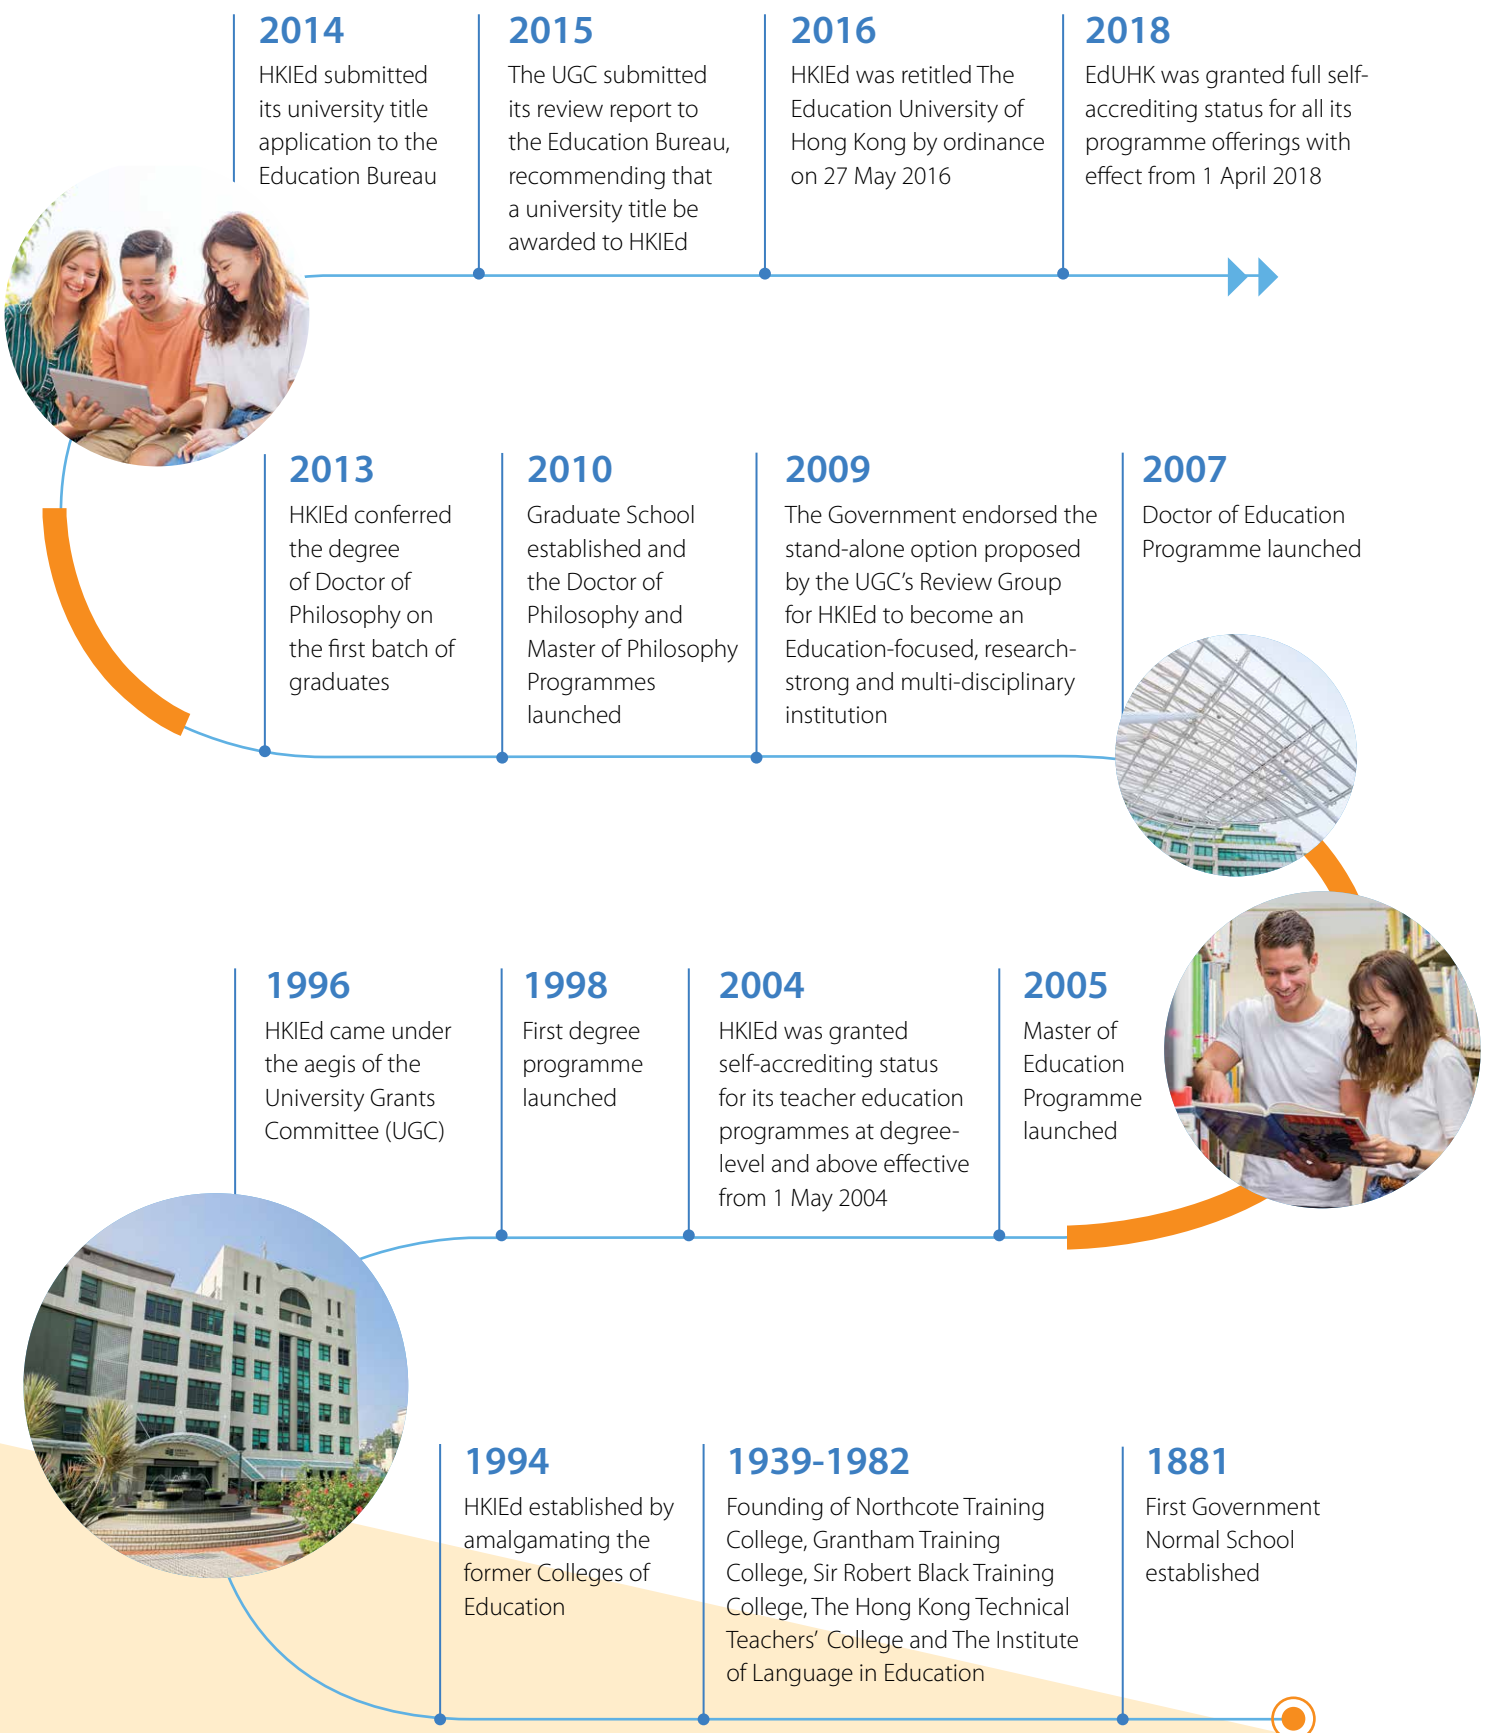 2014
HKIEd submitted
its university title
application to the
Education Bureau
2015
The UGC submitted
its review report to
the Education Bureau,
recommending that
a university title be
awarded to HKIEd
2016
HKIEd was retitled The
Education University of
Hong Kong by ordinance
on 27 May 2016
2018
EdUHK was granted full self-
accrediting status for all its
programme offerings with
effect from 1 April 2018
2013
HKIEd conferred
the degree
of Doctor of
Philosophy on
the first batch of
graduates
2010
Graduate School
established and
the Doctor of
Philosophy and
Master of Philosophy
Programmes
launched
2009
The Government endorsed the
stand-alone option proposed
by the UGC's Review Group
for HKIEd to become an
Education-focused, research-
strong and multi-disciplinary
institution
2007
Doctor of Education
Programme launched
1996
HKIEd came under
the aegis of the
University Grants
Committee (UGC)
1998
First degree
programme
launched
2004
HKIEd was granted
self-accrediting status
for its teacher education
programmes at degree-
level and above effective
from 1 May 2004
2005
Master of
Education
Programme
launched
1994
HKIEd established by
amalgamating the
former Colleges of
Education
1939-1982
Founding of Northcote Training
College, Grantham Training
College, Sir Robert Black Training
College, The Hong Kong Technical
Teachers' College and The Institute
of Language in Education
1881
First Government
Normal School
established